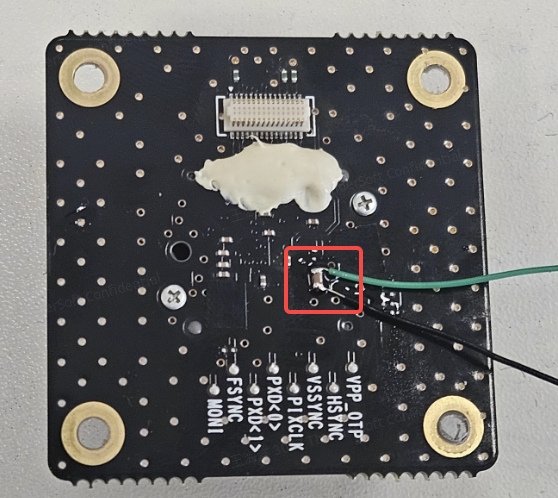 VPP_OTP
HSYNC
VSSYNC
PIXCLK
PXD<0>
PXD<1>
FSYNC
MONI